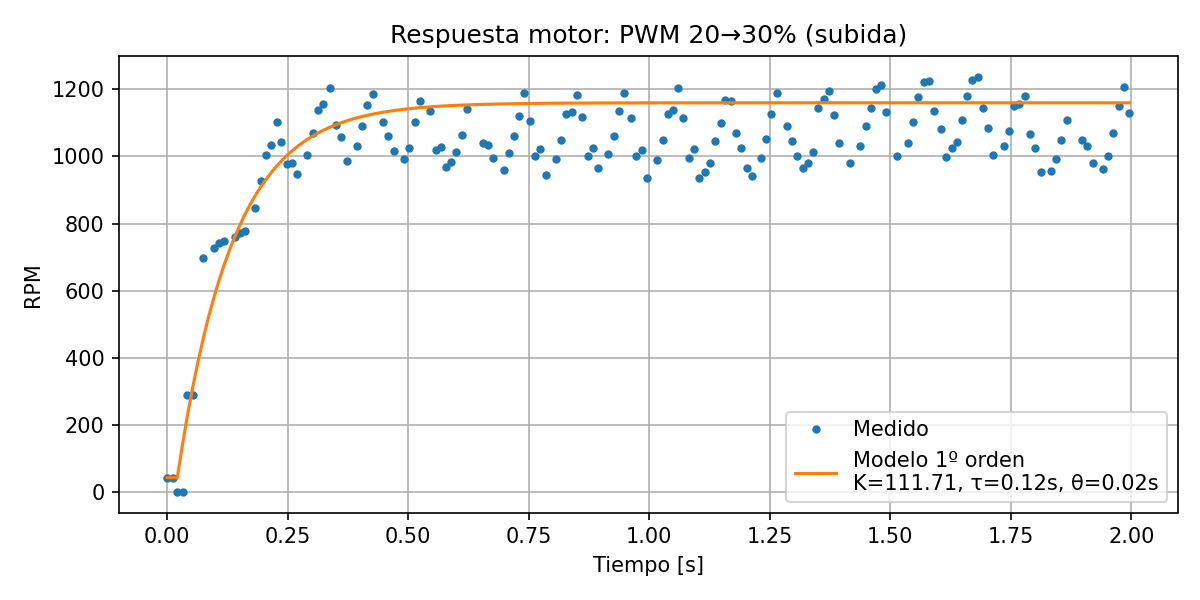 Respuesta motor: PWM 20→30% (subida)
RPM
1200
1000
800
600
400
200
0
Medido
Modelo 1º orden
K=111.71, τ=0.12s, θ=0.02s
0.00 0.25 0.50 0.75 1.00 1.25 1.50 1.75 2.00
Tiempo [s]